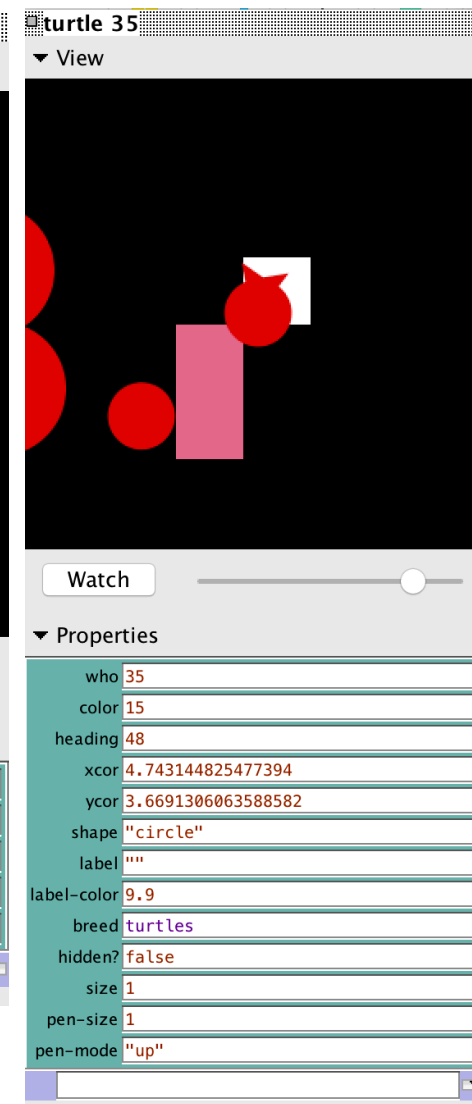 turtle 35
View
Watch
Properties
who 35
color 15
heading 48
xcor 4.743144825477394
ycor 3.6691306063588582
shape "circle"
label ""
label-color 9.9
breed turtles
hidden? false
size 1
pen-size 1
pen-mode "up"